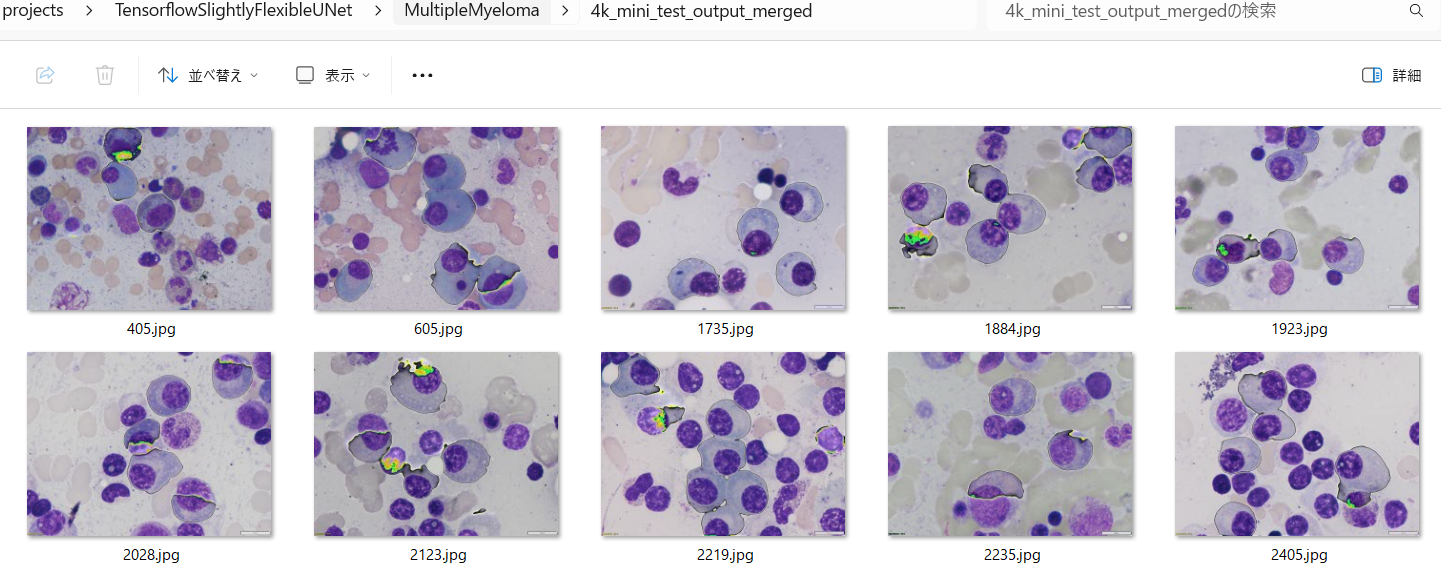 projects > TensorflowSlightlyFlexibleUNet > MultipleMyeloma > 4k_mini_test_output_merged
4k_mini_test_output_mergedの検索
並べ替え 表示 ••• 詳細
405.jpg 605.jpg 1735.jpg 1884.jpg 1923.jpg
2028.jpg 2123.jpg 2219.jpg 2235.jpg 2405.jpg